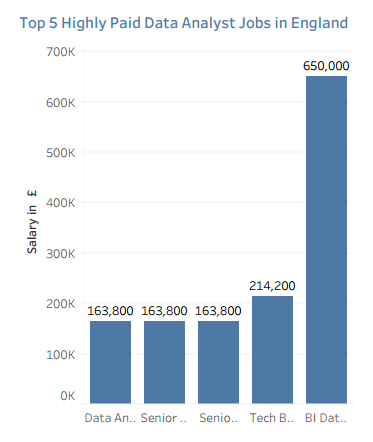 Top 5 Highly Paid Data Analyst Jobs in England
700K
650,000
600K
500K
400K
Salary in £
300K
214,200
200K
163,800 163,800 163,800
100K
0K
Data An.. Senior .. Senio.. Tech B.. BI Dat..